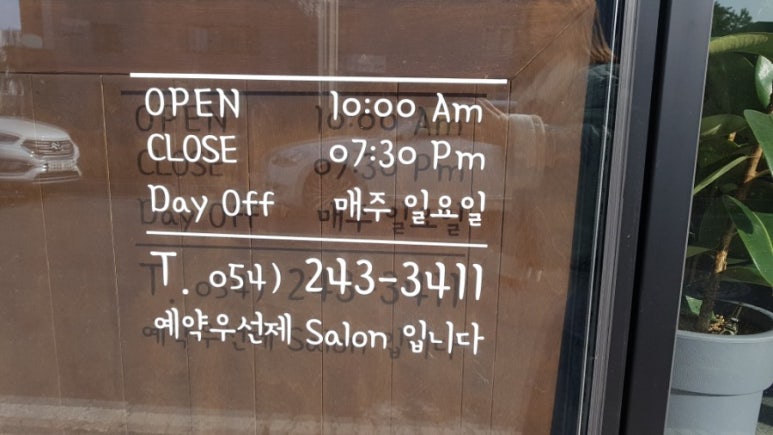 OPEN 10:00 Am
CLOSE 07:30 Pm
Day Off 매주 일요일
T. 054) 243-3411
예약우선제 Salon 입니다